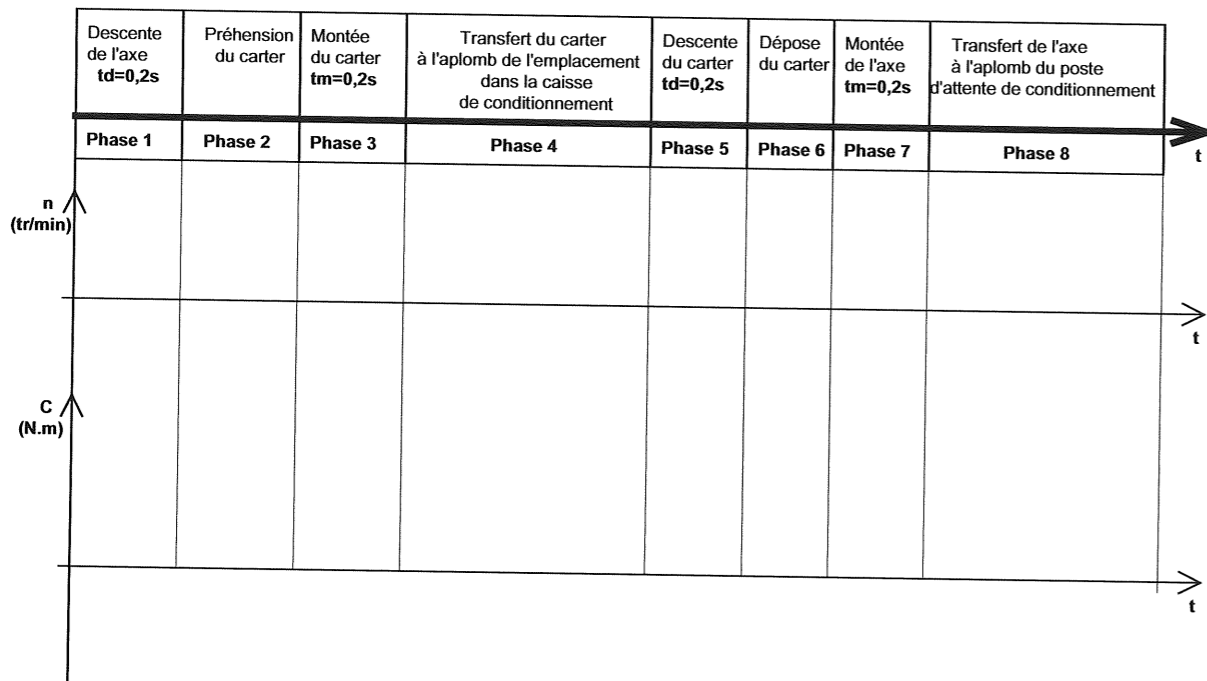 Descente
de l'axe
td=0,2s
Préhension
du carter
Montée
du carter
tm=0,2s
Transfert du carter
à l'aplomb de l'emplacement
dans la caisse
de conditionnement
Descente
du carter
td=0,2s
Dépose
du carter
Montée
de l'axe
tm=0,2s
Transfert de l'axe
à l'aplomb du poste
d'attente de conditionnement
Phase 1
Phase 2
Phase 3
Phase 4
Phase 5
Phase 6
Phase 7
Phase 8
t
n
(tr/min)
t
C
(N.m)
t